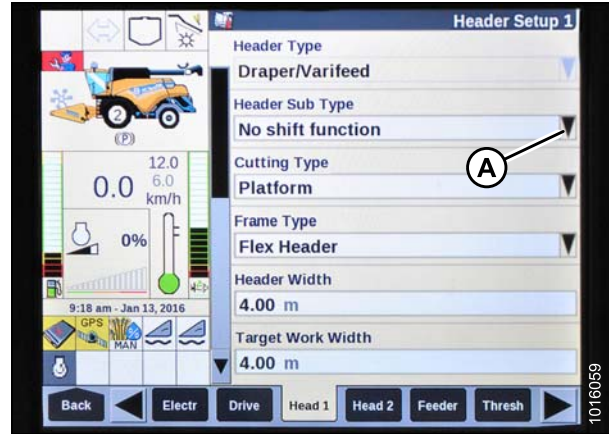 Header Setup 1
Header Type
Draper/Varifeed
Header Sub Type
No shift function
A
Cutting Type
Platform
Frame Type
Flex Header
Header Width
4.00 m
Target Work Width
4.00 m
2
(P)
12.0
0.0
6.0
km/h
0%
9:18 am - Jan 13, 2016
GPS
%
MAN
Back
Electr
Drive
Head 1
Head 2
Feeder
Thresh
1016059